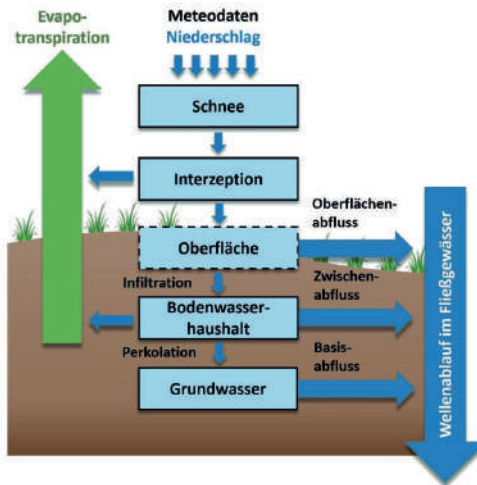 Evapo-
transpiration
Meteodaten
Niederschlag
Schnee
Interzeption
Oberflächen-
abfluss
Oberfläche
Infiltration
Zwischen-
abfluss
Bodenwasser-
haushalt
Perkolation
Basis-
abfluss
Grundwasser
Wellenablauf im Fließgewässer